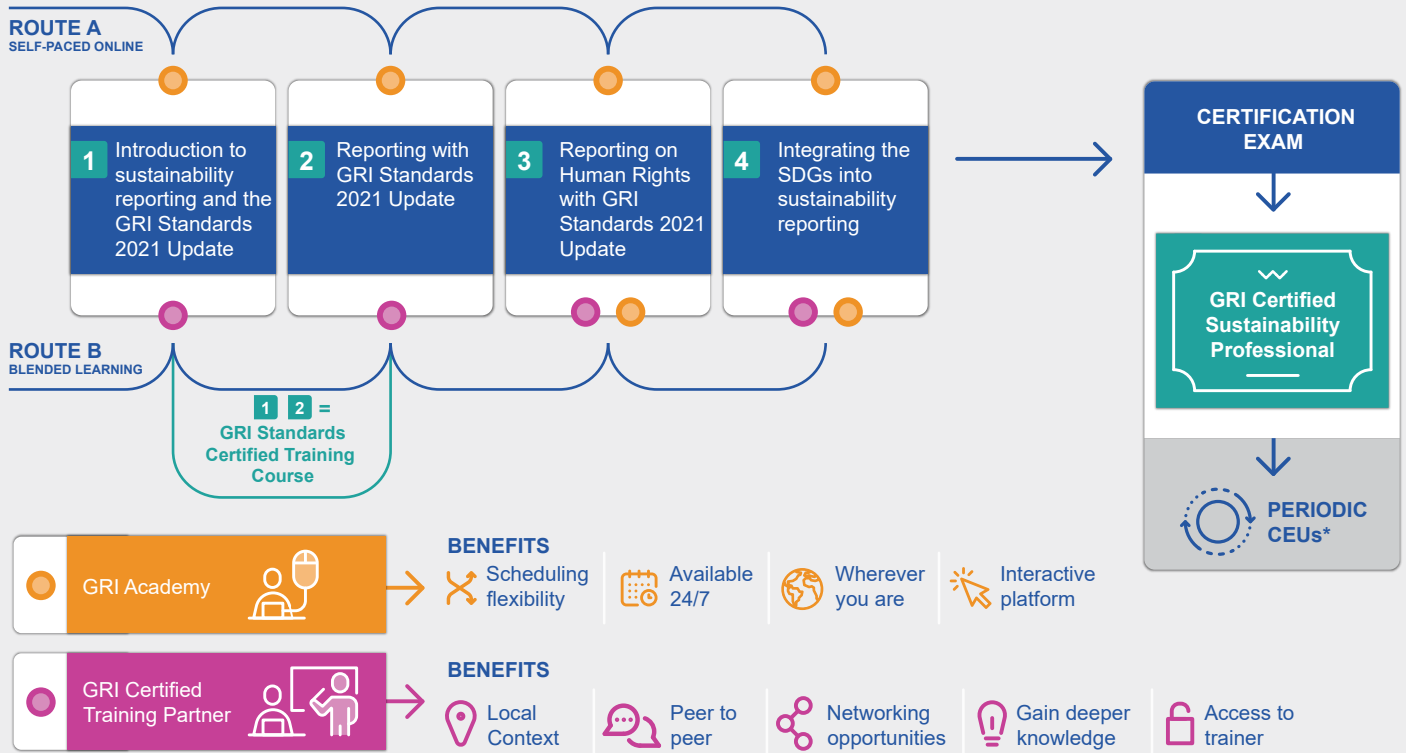 ROUTE A
SELF-PACED ONLINE
1
Introduction to
sustainability
reporting and the
GRI Standards
2021 Update
2
Reporting with
GRI Standards
2021 Update
3
Reporting on
Human Rights
with GRI
Standards 2021
Update
4
Integrating the
SDGs into
sustainability
reporting
CERTIFICATION
EXAM
GRI Certified
Sustainability
Professional
PERIODIC
CEUs*
ROUTE B
BLENDED LEARNING
1 2 =
GRI Standards
Certified Training
Course
GRI Academy
BENEFITS
Scheduling
flexibility
Available
24/7
Wherever
you are
Interactive
platform
GRI Certified
Training Partner
BENEFITS
Local
Context
Peer to
peer
Networking
opportunities
Gain deeper
knowledge
Access to
trainer